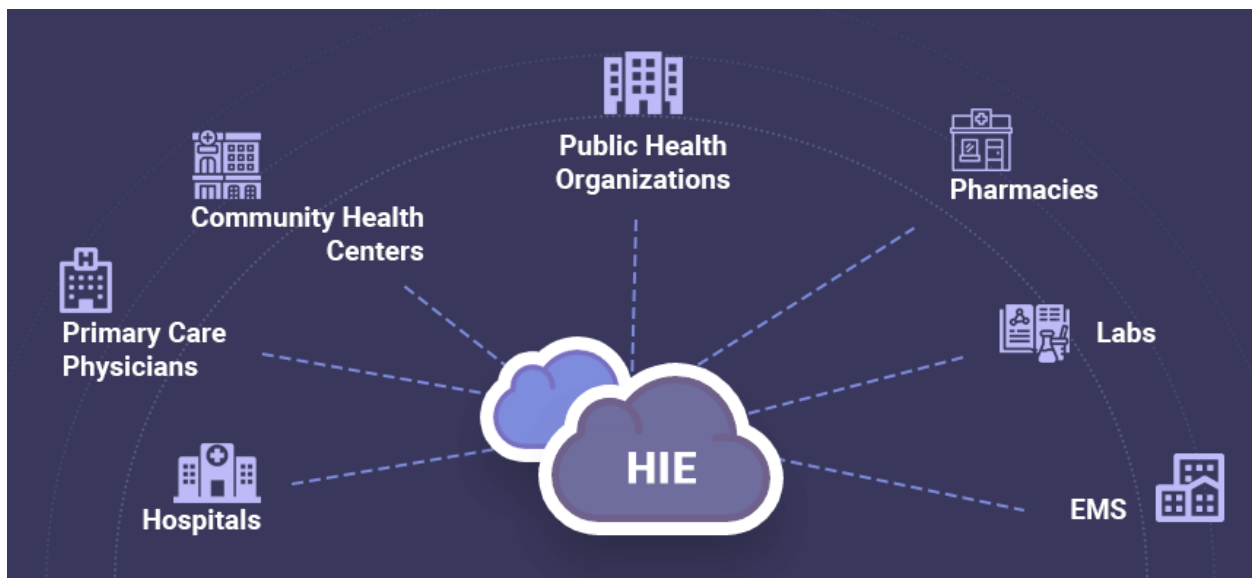 Public Health
Organizations
Pharmacies
Community Health
Centers
Primary Care
Physicians
Labs
HIE
Hospitals
EMS